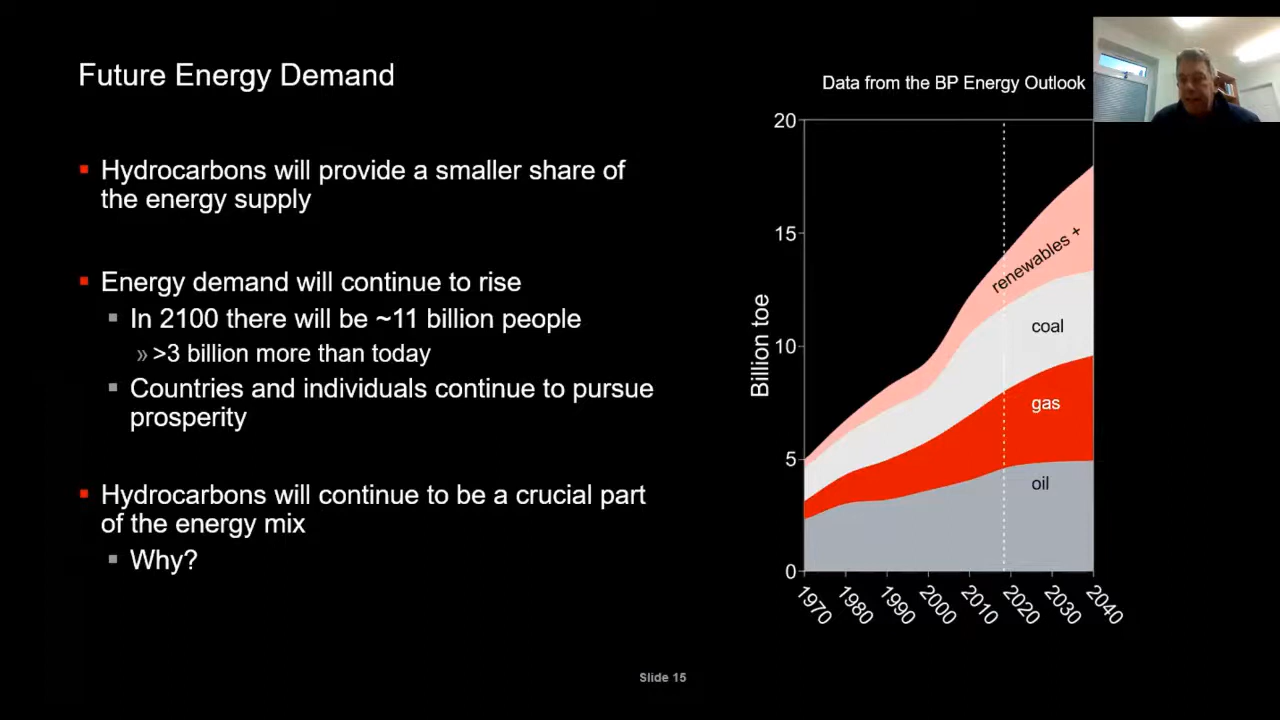 Future Energy Demand
Hydrocarbons will provide a smaller share of
the energy supply
Energy demand will continue to rise
In 2100 there will be ~11 billion people
» >3 billion more than today
Countries and individuals continue to pursue
prosperity
Hydrocarbons will continue to be a crucial part
of the energy mix
Why?
Data from the BP Energy Outlook
20
15
10
5
0
Billion toe
renewables +
coal
gas
oil
1970
1980
1990
2000
2010
2020
2030
2040
Slide 15